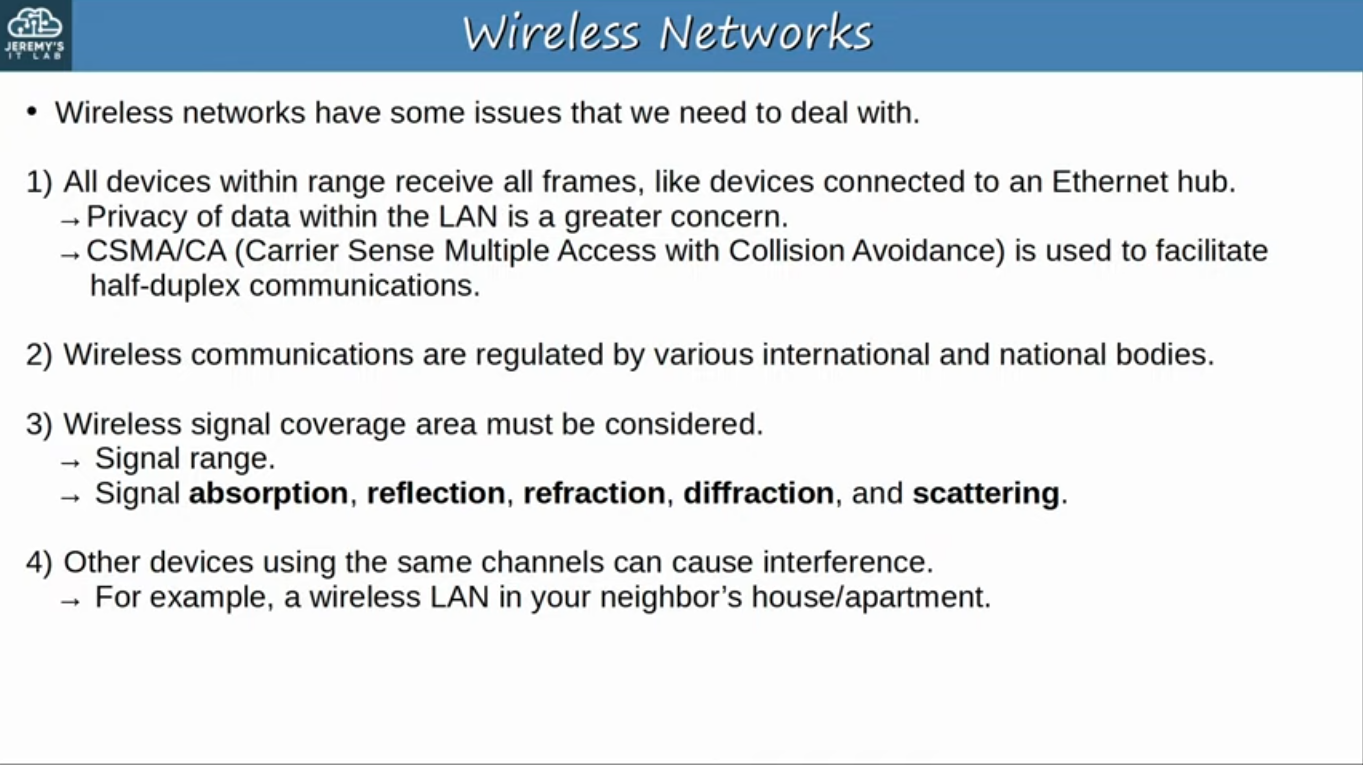 JEREMY'S
IT LAB
Wireless Networks
• Wireless networks have some issues that we need to deal with.
1) All devices within range receive all frames, like devices connected to an Ethernet hub.
→Privacy of data within the LAN is a greater concern.
→CSMA/CA (Carrier Sense Multiple Access with Collision Avoidance) is used to facilitate
half-duplex communications.
2) Wireless communications are regulated by various international and national bodies.
3) Wireless signal coverage area must be considered.
→ Signal range.
→ Signal absorption, reflection, refraction, diffraction, and scattering.
4) Other devices using the same channels can cause interference.
→ For example, a wireless LAN in your neighbor’s house/apartment.